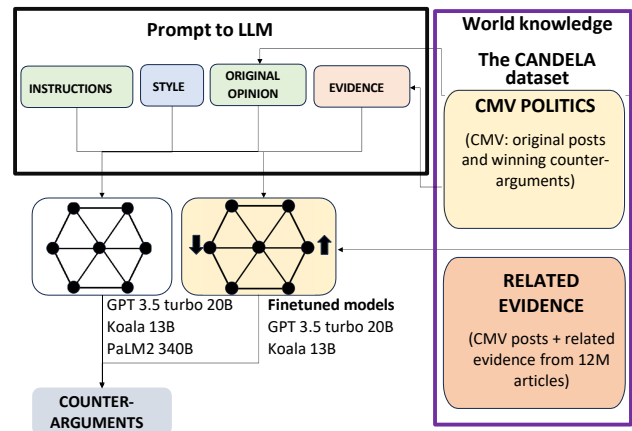 Prompt to LLM
INSTRUCTIONS
STYLE
ORIGINAL
OPINION
EVIDENCE
World knowledge
The CANDELA
dataset
CMV POLITICS
(CMV: original posts
and winning counter-
arguments)
RELATED
EVIDENCE
(CMV posts + related
evidence from 12M
articles)
GPT 3.5 turbo 20B
Koala 13B
PaLM2 340B
Finetuned models
GPT 3.5 turbo 20B
Koala 13B
COUNTER-
ARGUMENTS